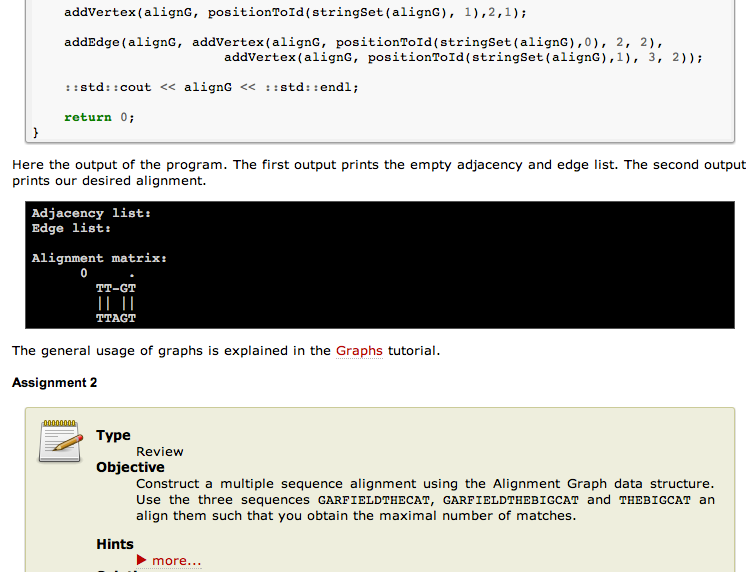 addVertex(alignG, positionToId(stringSet(alignG), 1),2,1);
addEdge(alignG, addVertex(alignG, positionToId(stringSet(alignG),0), 2, 2),
addVertex(alignG, positionToId(stringSet(alignG),1), 3, 2));
::std::cout << alignG << ::std::endl;
return 0;
}
Here the output of the program. The first output prints the empty adjacency and edge list. The second output
prints our desired alignment.
Adjacency list:
Edge list:
Alignment matrix:
0     .
TT-GT
|| ||
TTAGT
The general usage of graphs is explained in the Graphs tutorial.
Assignment 2
Type
Review
Objective
Construct a multiple sequence alignment using the Alignment Graph data structure.
Use the three sequences GARFIELDTHECAT, GARFIELDTHEBIGCAT and THEBIGCAT an
align them such that you obtain the maximal number of matches.
Hints
more...